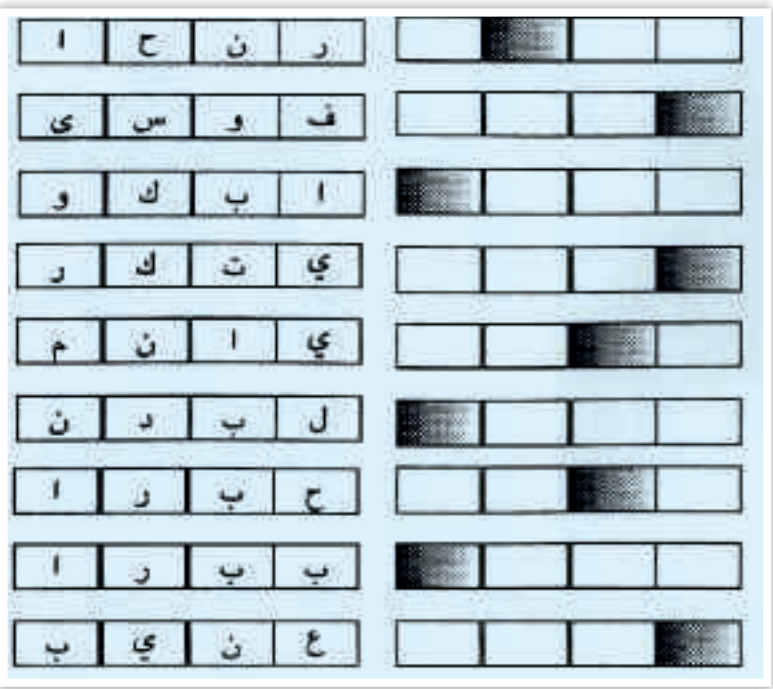 ر ن ح ا
ف و س ى
ا ب ك و
ي ت ك ر
ي ا ن م
ل ب د ن
ح ب ر ا
ب ب ر ا
ع ن ي ب